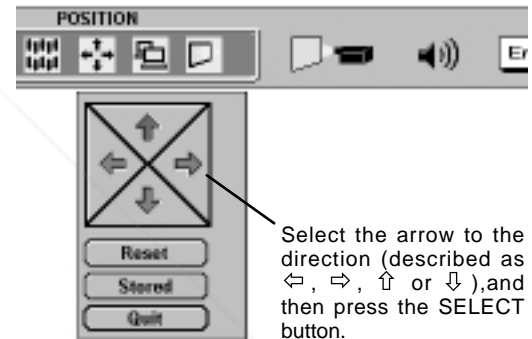 POSITION
En
Reset
Stored
Quit
Select the arrow to the
direction (described as
⇦ , ⇨ , ⇧ or ⇩ ),and
then press the SELECT
button.